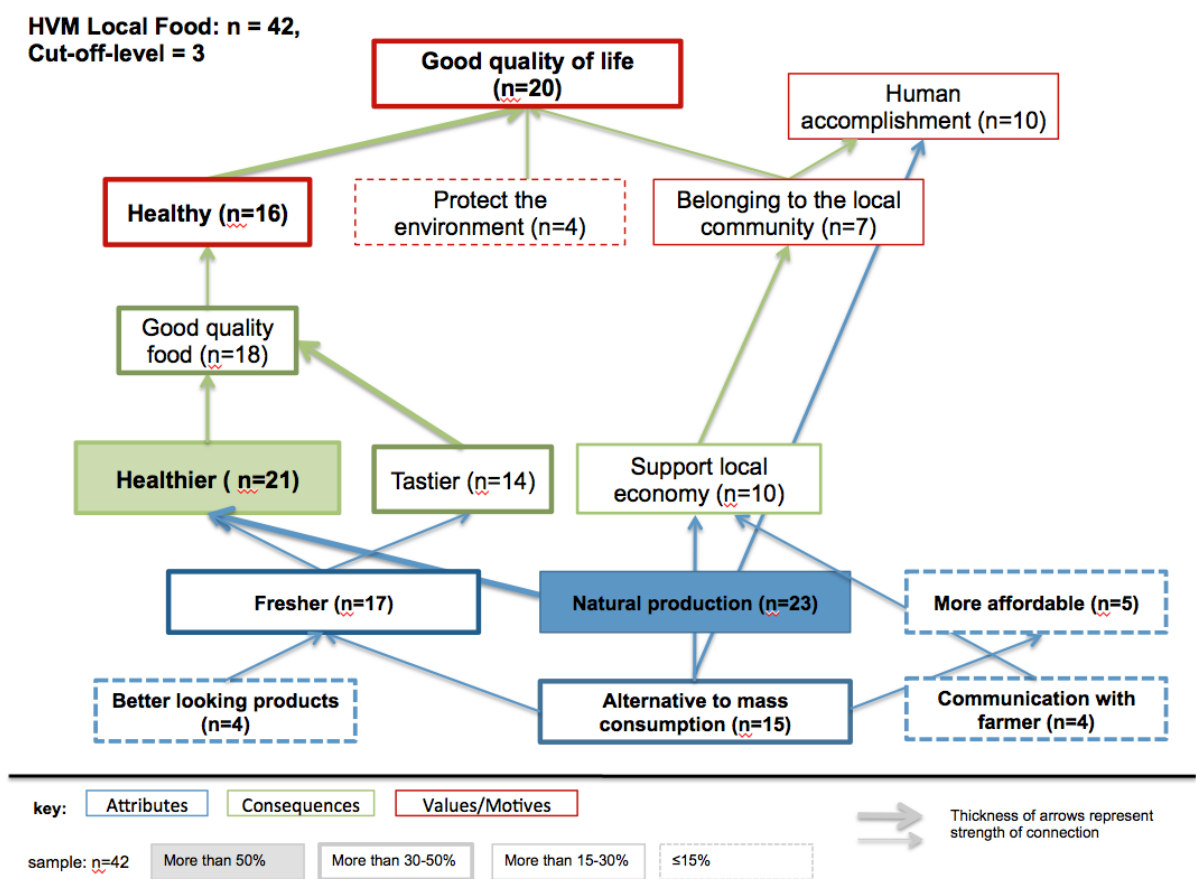 HVM Local Food: n = 42,
Cut-off-level = 3
Good quality of life
(n=20)
Human
accomplishment (n=10)
Healthy (n=16)
Protect the
environment (n=4)
Belonging to the local
community (n=7)
Good quality
food (n=18)
Healthier ( n=21)
Tastier (n=14)
Support local
economy (n=10)
Fresher (n=17)
Natural production (n=23)
More affordable (n=5)
Better looking products
(n=4)
Alternative to mass
consumption (n=15)
Communication with
farmer (n=4)
key:
Attributes
Consequences
Values/Motives
Thickness of arrows represent
strength of connection
sample: n=42
More than 50%
More than 30-50%
More than 15-30%
≤15%